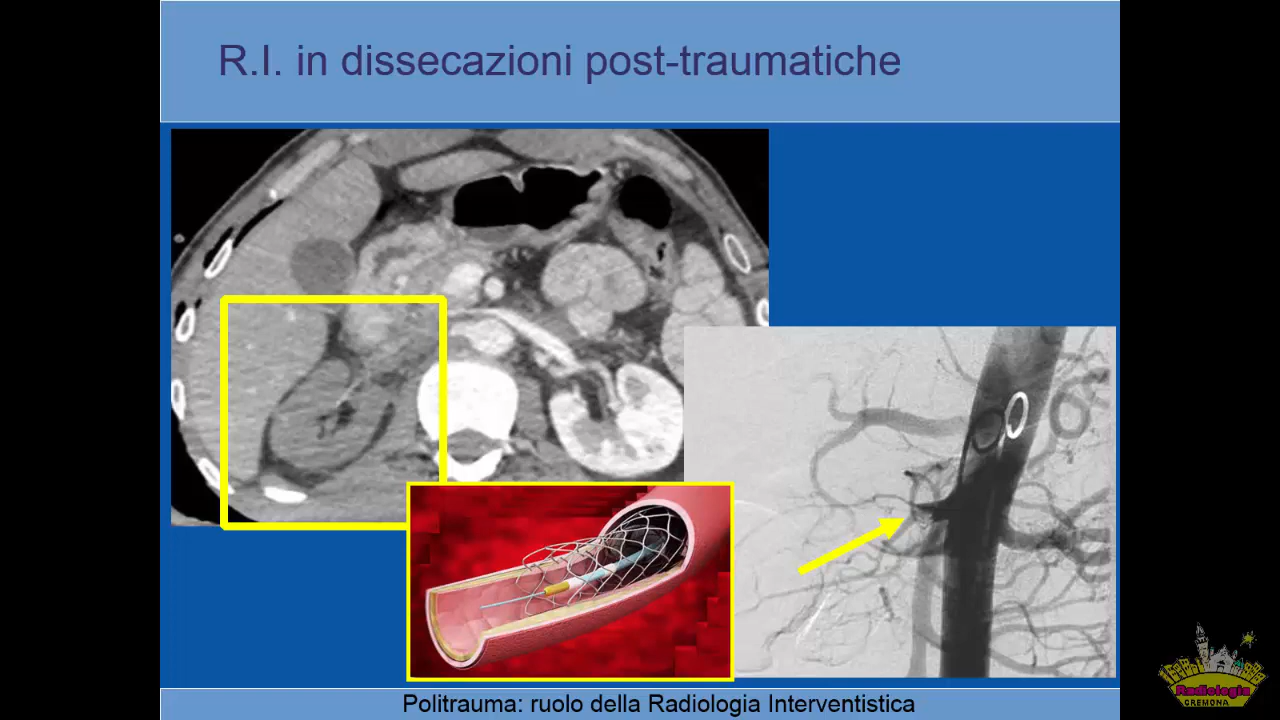 R.I. in dissecazioni post-traumatiche
Politrauma: ruolo della Radiologia Interventistica
Radiologia
CREMONA